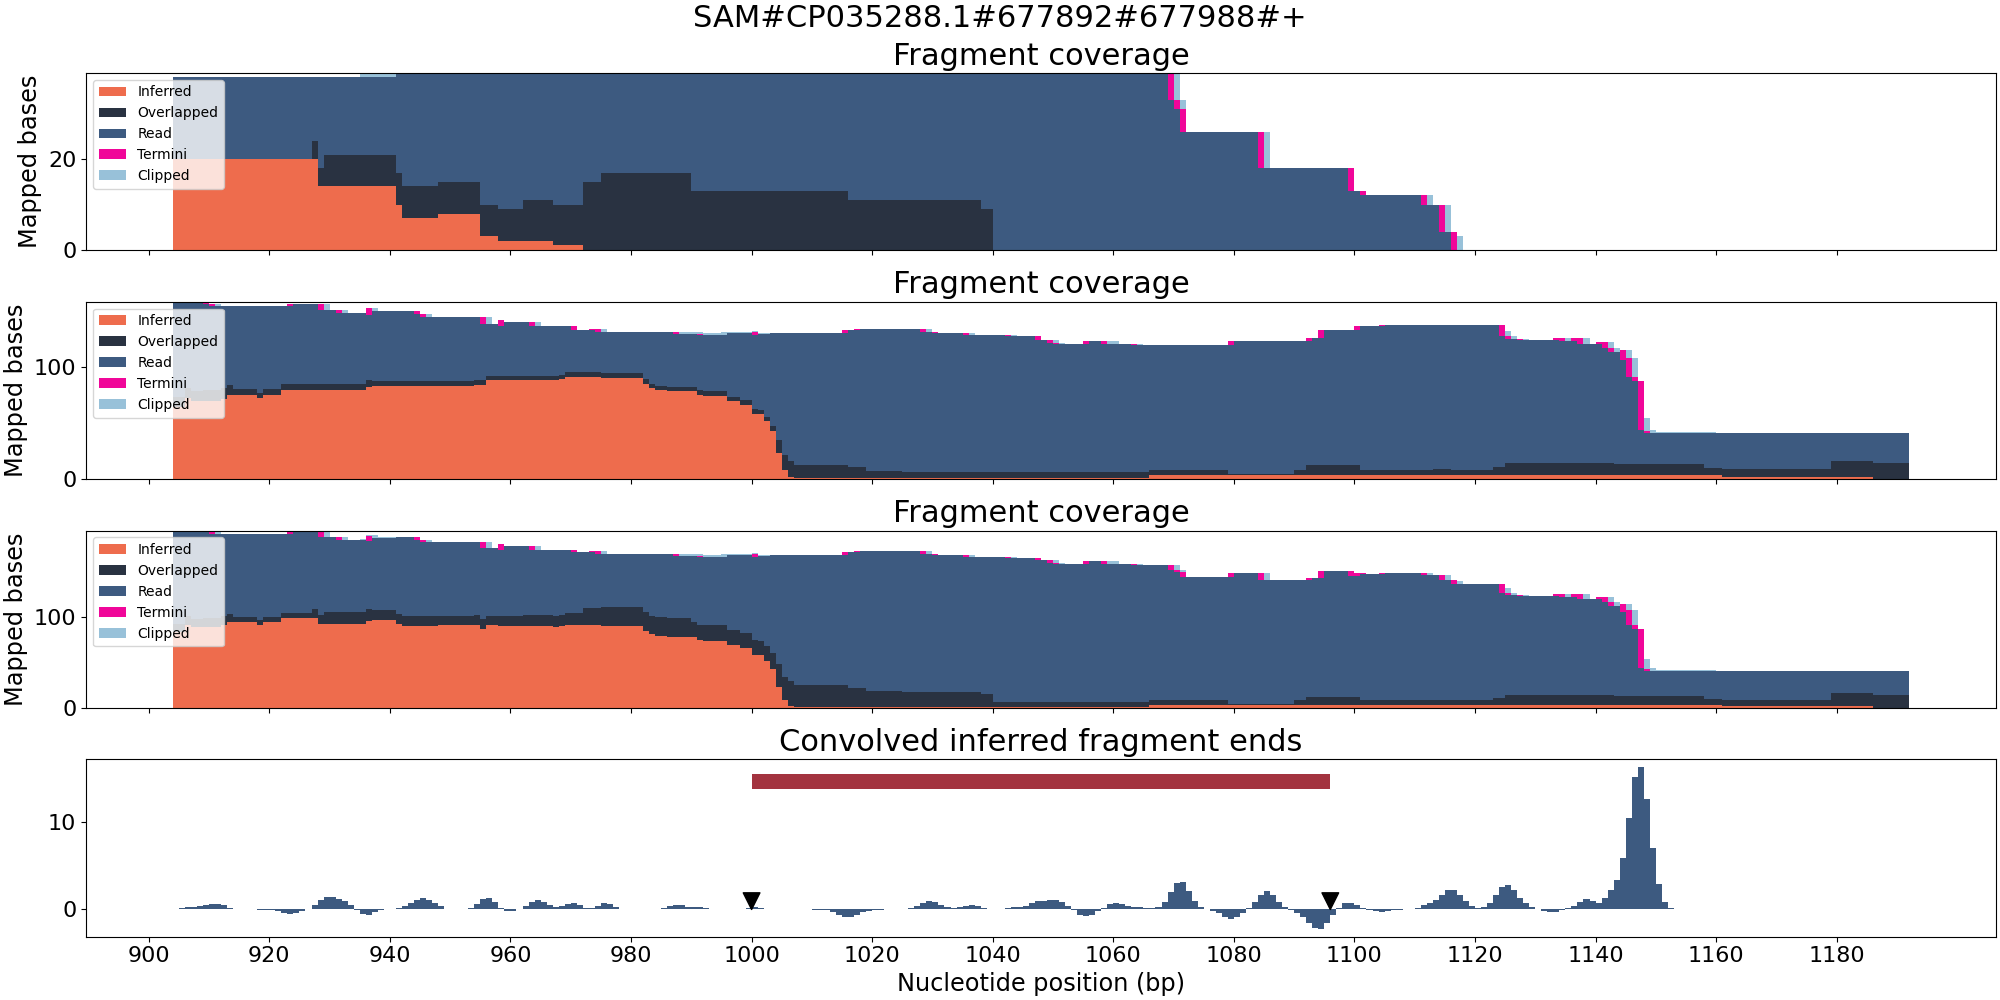 SAM#CP035288.1#677892#677988#+
Fragment coverage
Mapped bases
20
0
Inferred
Overlapped
Read
Termini
Clipped
Fragment coverage
Mapped bases
100
0
Inferred
Overlapped
Read
Termini
Clipped
Fragment coverage
Mapped bases
100
0
Inferred
Overlapped
Read
Termini
Clipped
Convolved inferred fragment ends
10
0
900 920 940 960 980 1000 1020 1040 1060 1080 1100 1120 1140 1160 1180
Nucleotide position (bp)